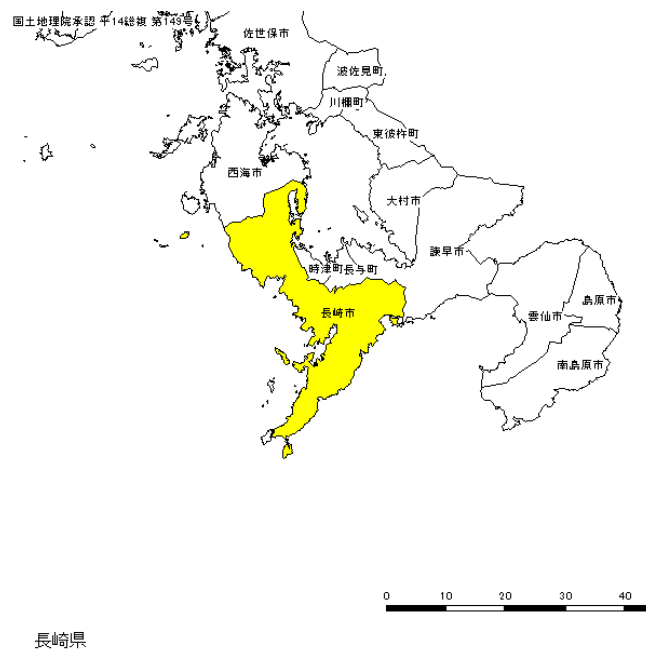 国土地理院承認 平14総複 第149号
佐世保市
波佐見町
川棚町
東彼杵町
西海市
大村市
諫早市
時津町
長与町
島原市
長崎市
雲仙市
南島原市
0 10 20 30 40
長崎県